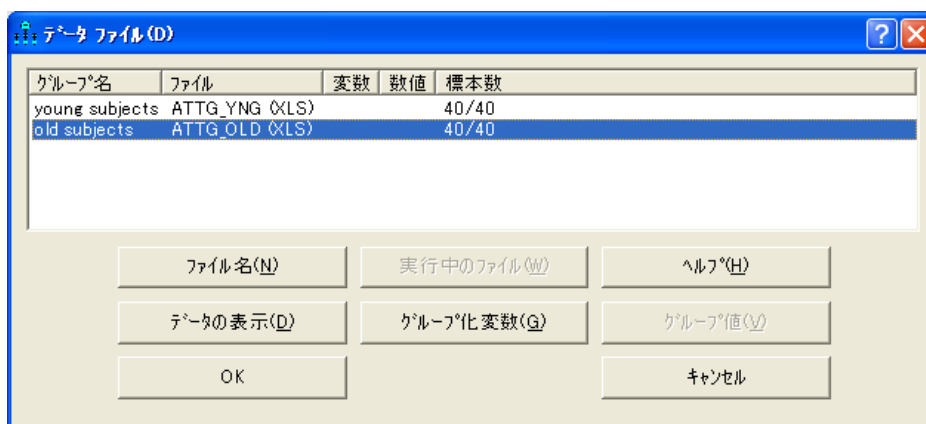 データ ファイル(D)
グループ名 ファイル 変数 数値 標本数
young subjects ATTG_YNG (XLS) 40/40
old subjects ATTG_OLD (XLS) 40/40
ファイル名(N) 実行中のファイル(W) ヘルプ(H)
データの表示(D) グループ化変数(G) グループ値(V)
OK キャンセル